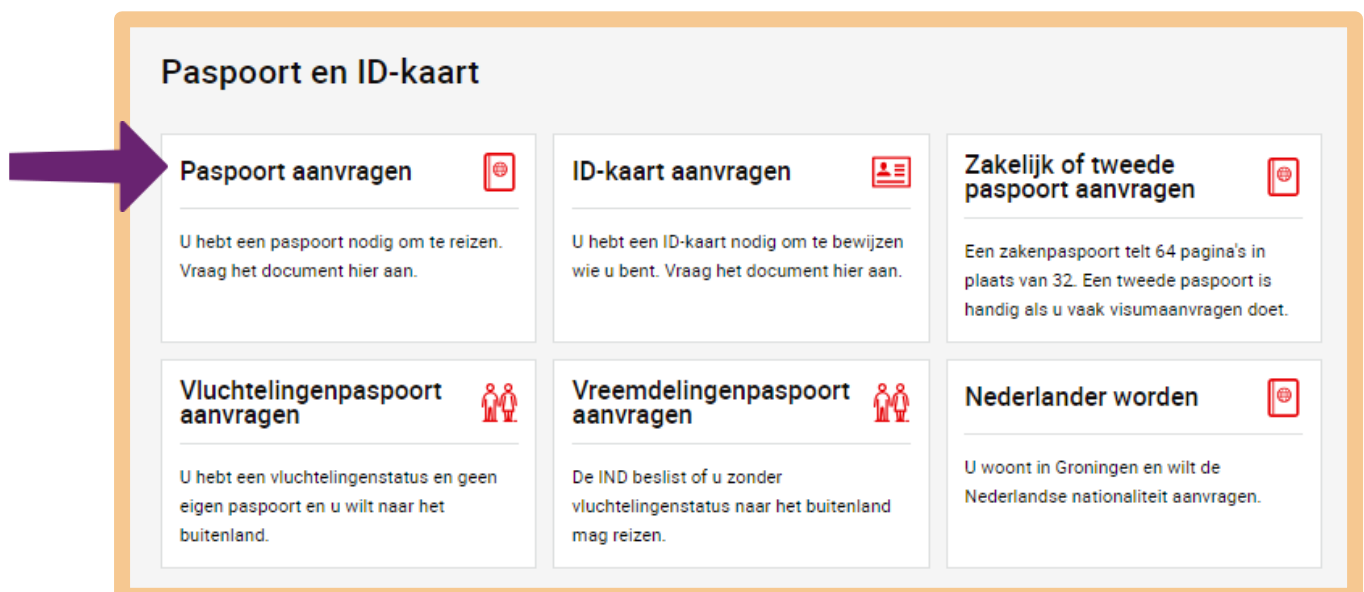 Paspoort en ID-kaart
Paspoort aanvragen
U hebt een paspoort nodig om te reizen.
Vraag het document hier aan.
ID-kaart aanvragen
U hebt een ID-kaart nodig om te bewijzen
wie u bent. Vraag het document hier aan.
Zakelijk of tweede
paspoort aanvragen
Een zakenpaspoort telt 64 pagina's in
plaats van 32. Een tweede paspoort is
handig als u vaak visumaanvragen doet.
Vluchtelingenpaspoort
aanvragen
U hebt een vluchtelingenstatus en geen
eigen paspoort en u wilt naar het
buitenland.
Vreemdelingenpaspoort
aanvragen
De IND beslist of u zonder
vluchtelingenstatus naar het buitenland
mag reizen.
Nederlander worden
U woont in Groningen en wilt de
Nederlandse nationaliteit aanvragen.